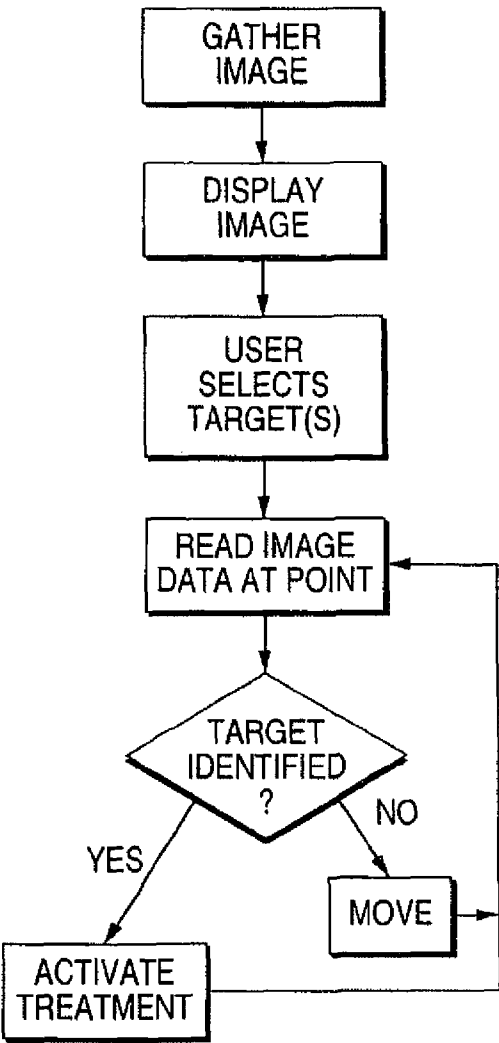 GATHER
IMAGE
DISPLAY
IMAGE
USER
SELECTS
TARGET(S)
READ IMAGE
DATA AT POINT
TARGET
IDENTIFIED
?
NO
YES
MOVE
ACTIVATE
TREATMENT